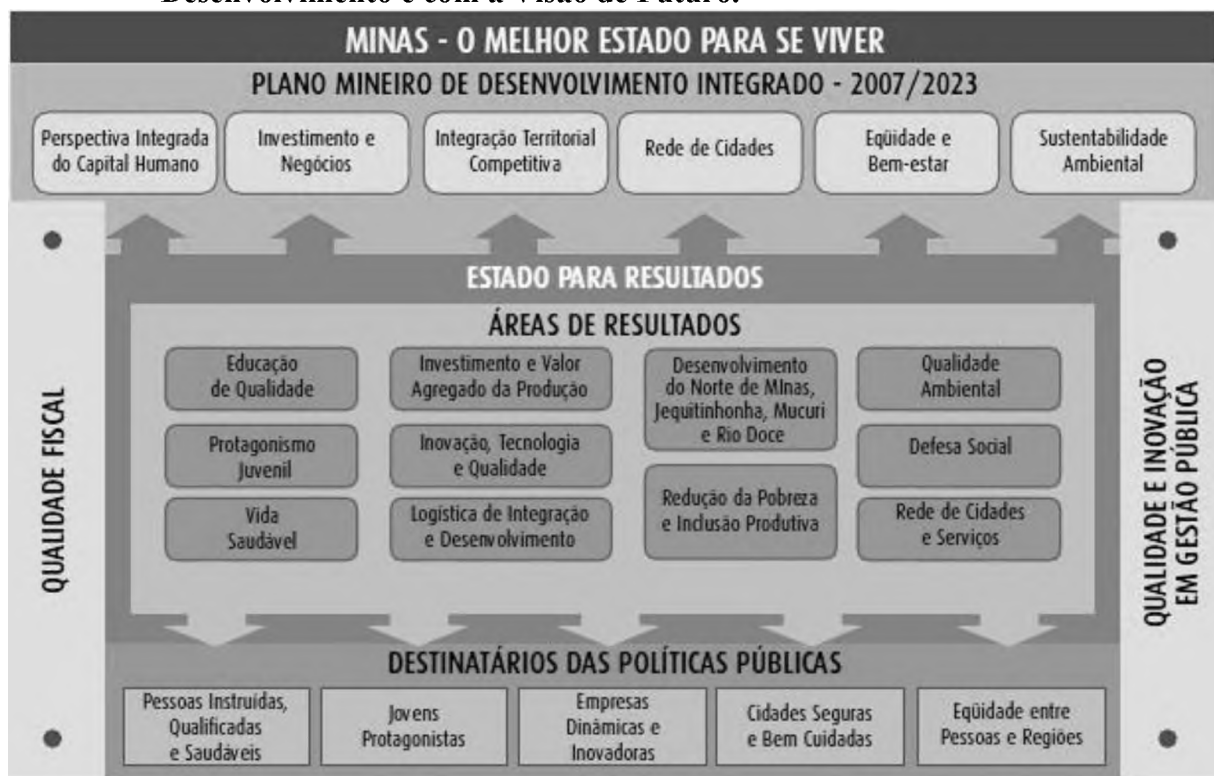 Desenvolvimento e com a Visão de Futuro.
MINAS - O MELHOR ESTADO PARA SE VIVER
PLANO MINEIRO DE DESENVOLVIMENTO INTEGRADO - 2007/2023
Perspectiva Integrada
do Capital Humano
Investimento e
Negócios
Integração Territorial
Competitiva
Rede de Cidades
Eqüidade e
Bem-estar
Sustentabilidade
Ambiental
QUALIDADE FISCAL
ESTADO PARA RESULTADOS
ÁREAS DE RESULTADOS
Educação
de Qualidade
Protagonismo
Juvenil
Vida
Saudável
Investimento e Valor
Agregado da Produção
Inovação, Tecnologia
e Qualidade
Logística de Integração
e Desenvolvimento
Desenvolvimento
do Norte de MInas,
Jequitinhonha, Mucuri
e Rio Doce
Redução da Pobreza
e Inclusão Produtiva
Qualidade
Ambiental
Defesa Social
Rede de Cidades
e Serviços
QUALIDADE E INOVAÇÃO
EM GESTÃO PÚBLICA
DESTINATÁRIOS DAS POLÍTICAS PÚBLICAS
Pessoas Instruídas,
Qualificadas
e Saudáveis
Jovens
Protagonistas
Empresas
Dinâmicas e
Inovadoras
Cidades Seguras
e Bem Cuidadas
Eqüidade entre
Pessoas e Regiões